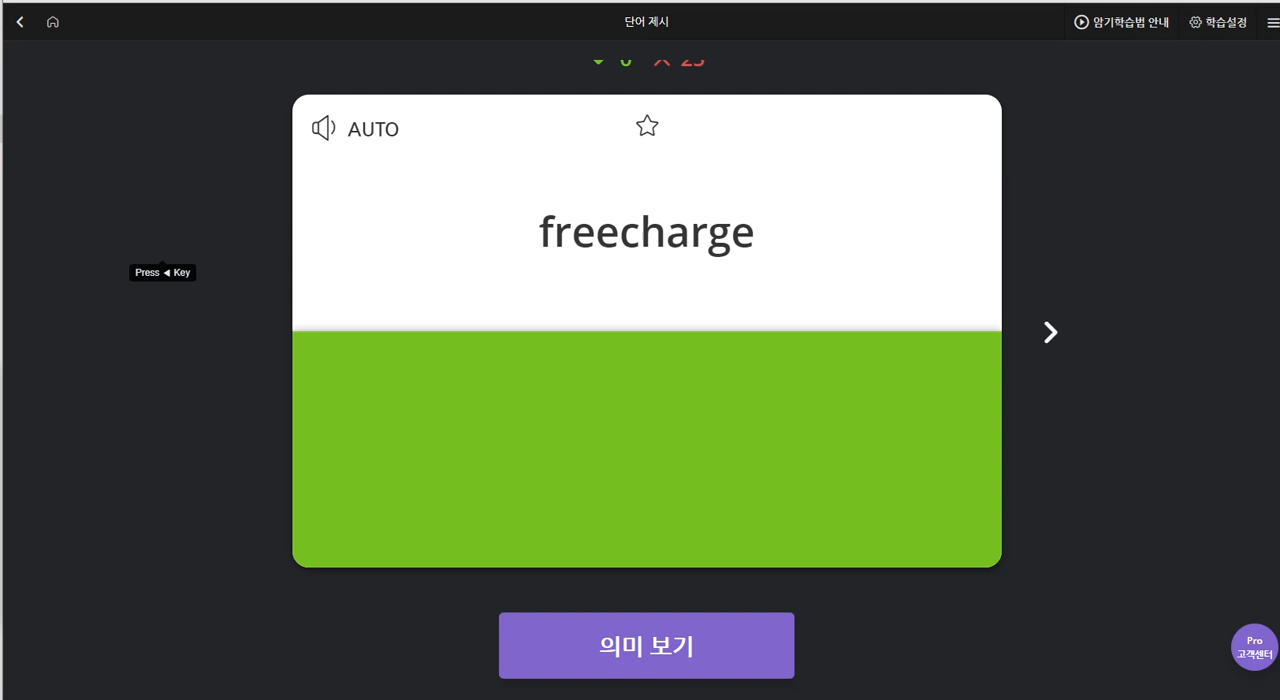 단어 제시
암기학습법 안내
학습설정
AUTO
freecharge
Press ◀ Key
의미 보기
Pro
고객센터